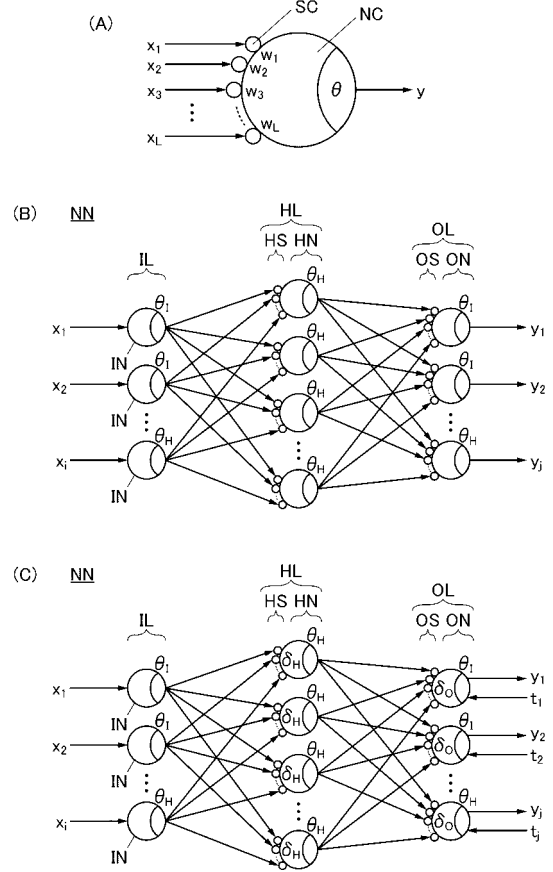 (A)
SC
NC
x1
w1
x2
w2
x3
w3
θ
y
xL
wL
(B) NN
HL
OL
IL
HS HN
OS ON
θH
θI
θI
x1
y1
IN
θH
θI
θI
x2
y2
IN
θH
θH
θH
xi
yj
IN
θH
(C) NN
HL
OL
IL
HS HN
OS ON
θH
θI
δH
θI
x1
δO
y1
t1
IN
θH
θI
δH
θI
x2
δO
y2
t2
IN
θH
θH
δH
θH
xi
δO
yj
tj
IN
θH
δH